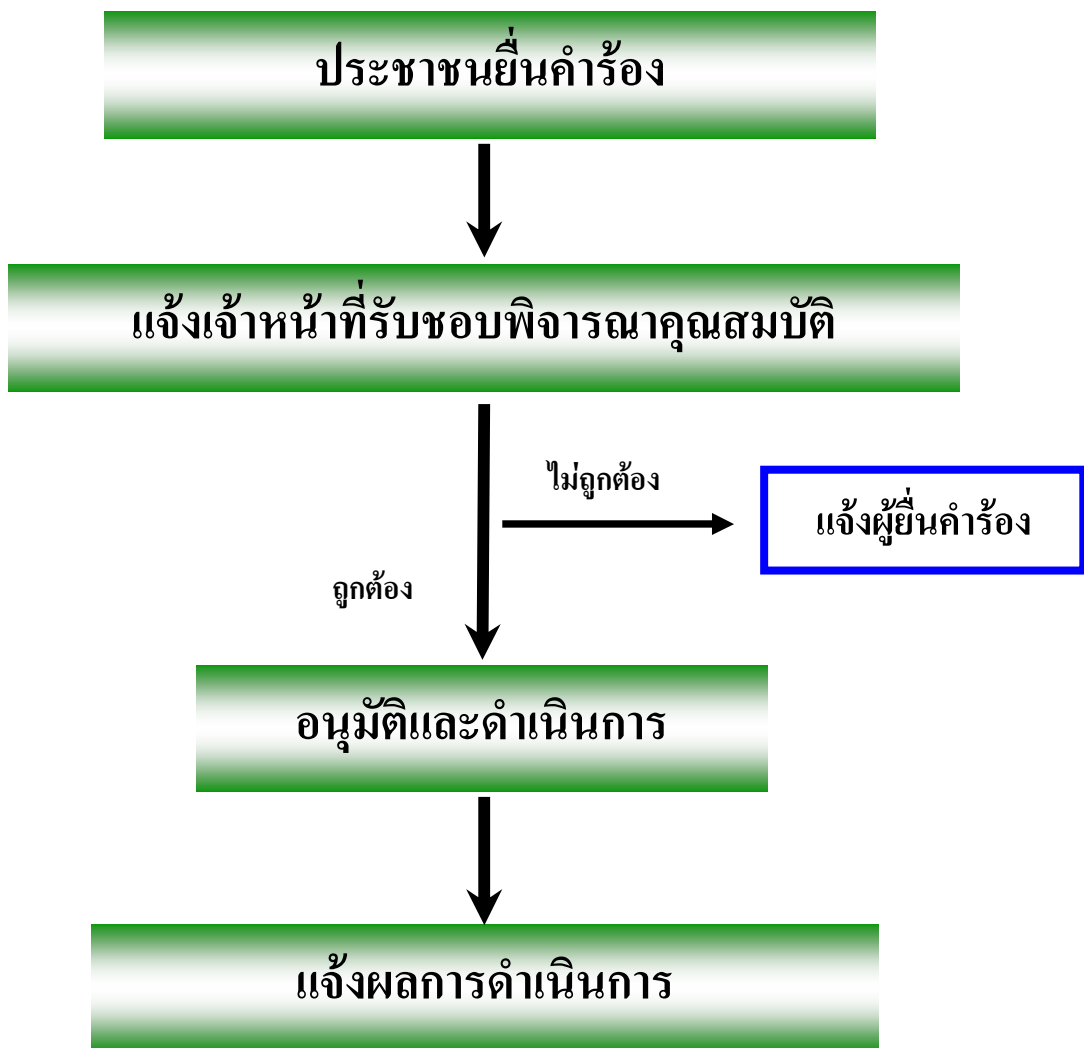 ประชาชนยื่นคำร้อง
แจ้งเจ้าหน้าที่รับชอบพิจารณาคุณสมบัติ
ไม่ถูกต้อง
แจ้งผู้ยื่นคำร้อง
ถูกต้อง
อนุมัติและดำเนินการ
แจ้งผลการดำเนินการ